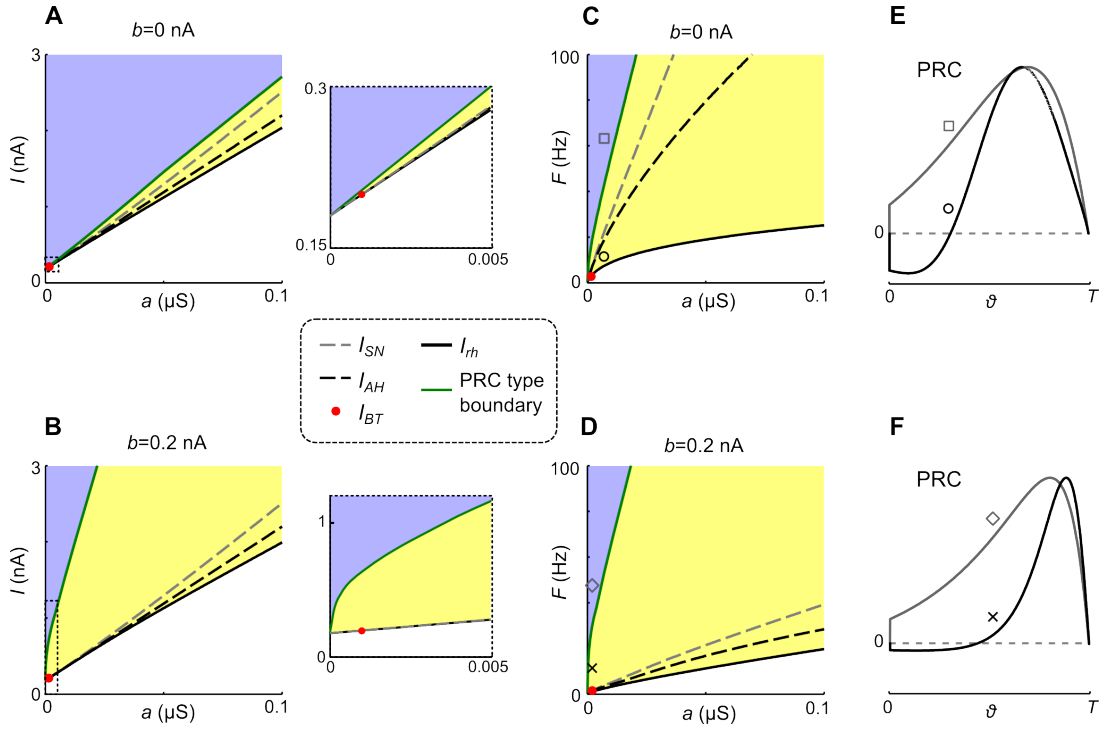 A
b=0 nA
3
I (nA)
0
0
a (µS)
0.1
0.3
0.15
0
0.005
C
b=0 nA
100
F (Hz)
0
0
a (µS)
0.1
E
PRC
0
0
ϑ
T
I_SN
I_rh
I_AH
PRC type
boundary
I_BT
B
b=0.2 nA
3
I (nA)
0
0
a (µS)
0.1
1
0
0
0.005
D
b=0.2 nA
100
F (Hz)
0
0
a (µS)
0.1
F
PRC
0
0
ϑ
T